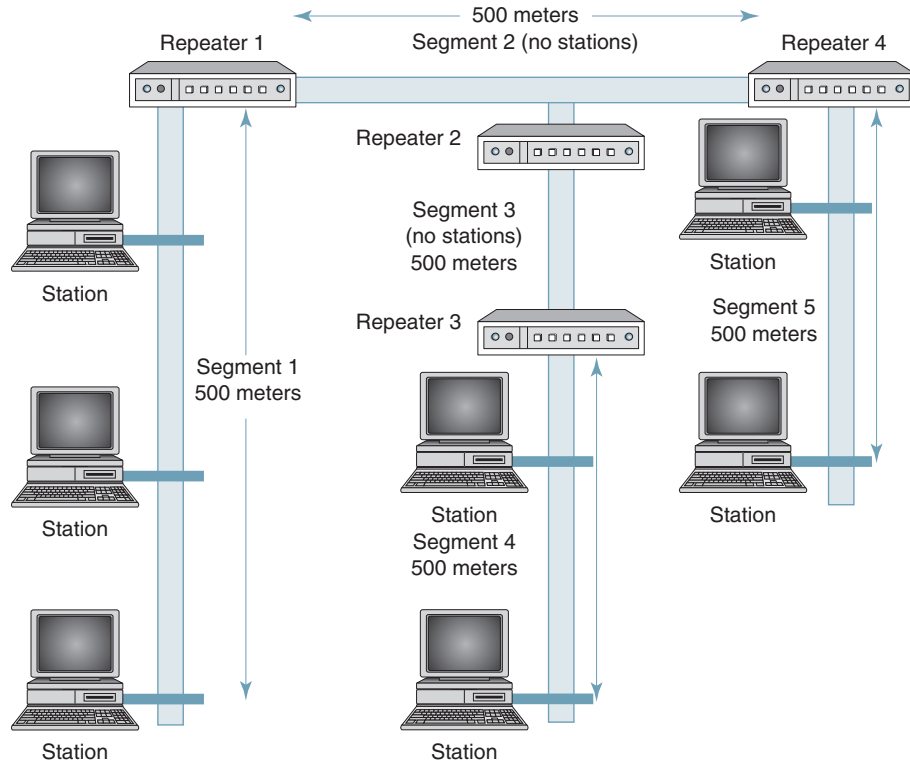 500 meters
Segment 2 (no stations)
Repeater 1
Repeater 4
Repeater 2
Segment 3
(no stations)
500 meters
Station
Station
Repeater 3
Segment 5
500 meters
Segment 1
500 meters
Station
Station
Segment 4
500 meters
Station
Station
Station